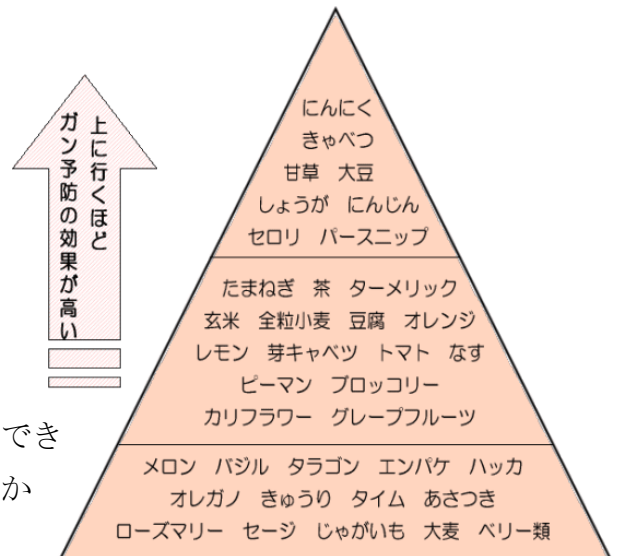 上に行くほど
ガン予防の効果が高い
にんにく
きゃべつ
甘草 大豆
しょうが にんじん
セロリ パースニップ
たまねぎ 茶 ターメリック
玄米 全粒小麦 豆腐 オレンジ
レモン 芽キャベツ トマト なす
ピーマン ブロッコリー
カリフラワー グレープフルーツ
メロン バジル タラゴン エンバケ ハッカ
オレガノ きゅうり タイム あさつき
ローズマリー セージ じゃがいも 大麦 ベリー類
でき
か